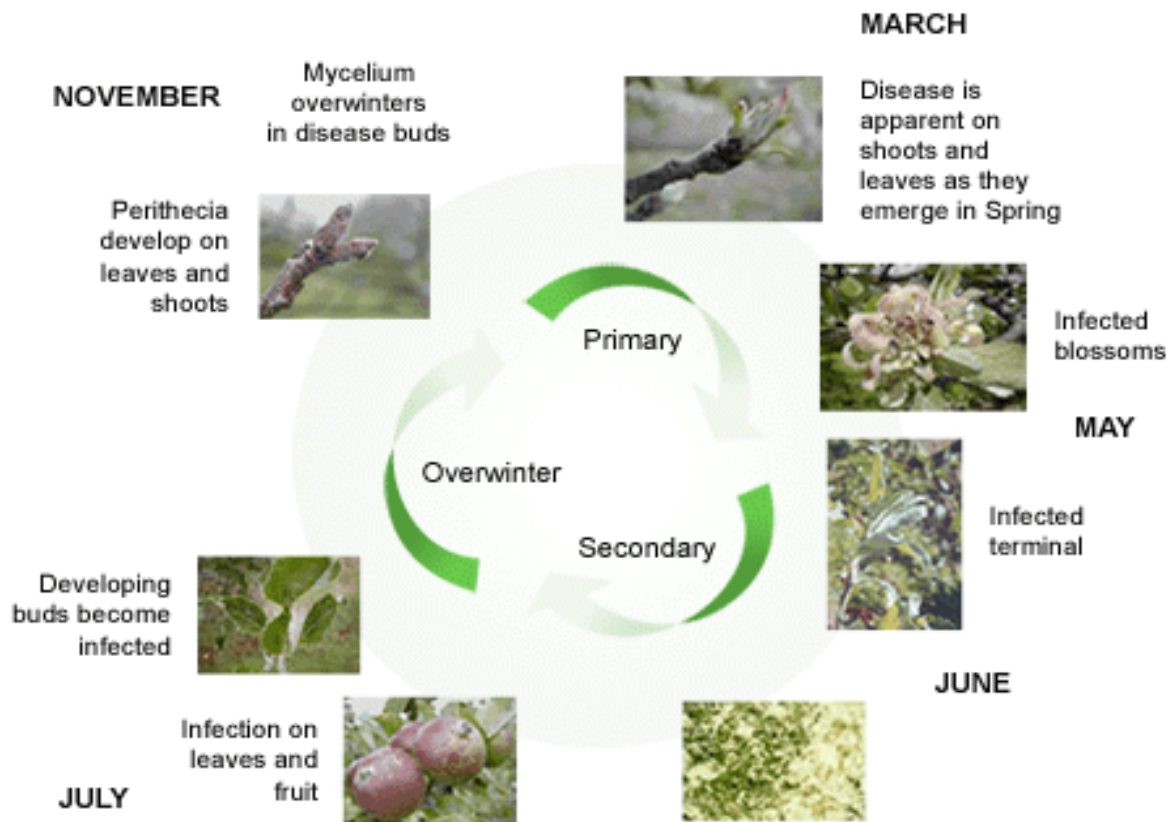 MARCH
Disease is
apparent on
shoots and
leaves as they
emerge in Spring
Infected
blossoms
MAY
Infected
terminal
JUNE
JULY
Infection on
leaves and
fruit
Developing
buds become
infected
Perithecia
develop on
leaves and
shoots
NOVEMBER
Mycelium
overwinters
in disease buds
Primary
Secondary
Overwinter